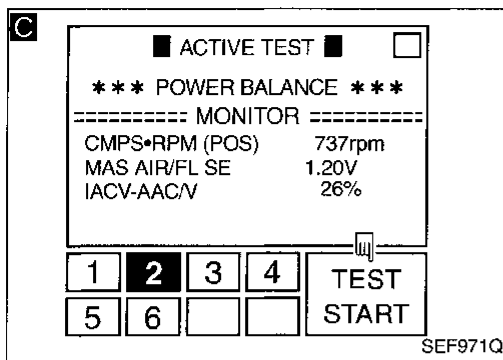 C
■ ACTIVE TEST ■
*** POWER BALANCE ***
========== MONITOR ==========
CMPS•RPM (POS) 737rpm
MAS AIR/FL SE 1.20V
IACV-AAC/V 26%
1 2 3 4 TEST
5 6 START
SEF971Q